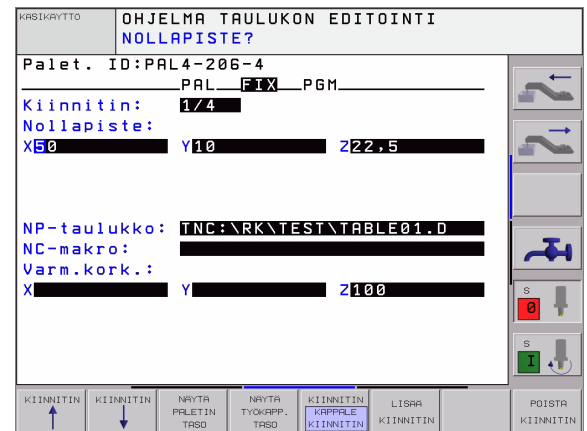 KASIKAYTTO
OHJELMA TAULUKON EDITOINTI
NOLLAPISTE?
Palet. ID:PAL4-206-4
PAL FIX PGM
Kiinnitin: 1/4
Nollapiste:
X50 Y10 Z22,5
NP-taulukko: TNC:\RK\TEST\TABLE01.D
NC-makro:
Varm.kork.:
X Y Z100
S
0
S
I
KIINNITIN
KIINNITIN
NÄYTÄ
PALETIN
TASO
NÄYTÄ
TYÖKAPP.
TASO
KIINNITIN
KAPPALE
KIINNITIN
LISÄÄ
KIINNITIN
POISTA
KIINNITIN